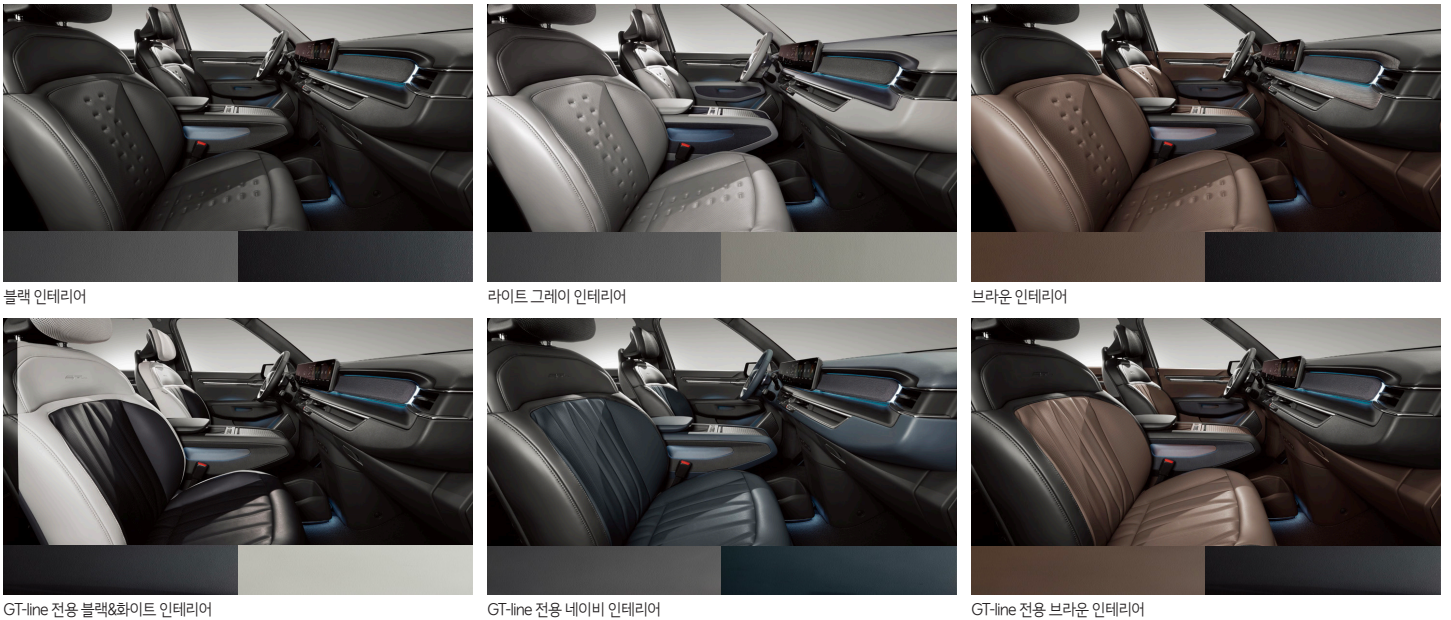 블랙 인테리어
라이트 그레이 인테리어
브라운 인테리어
GT-line 전용 블랙&화이트 인테리어
GT-line 전용 네이비 인테리어
GT-line 전용 브라운 인테리어